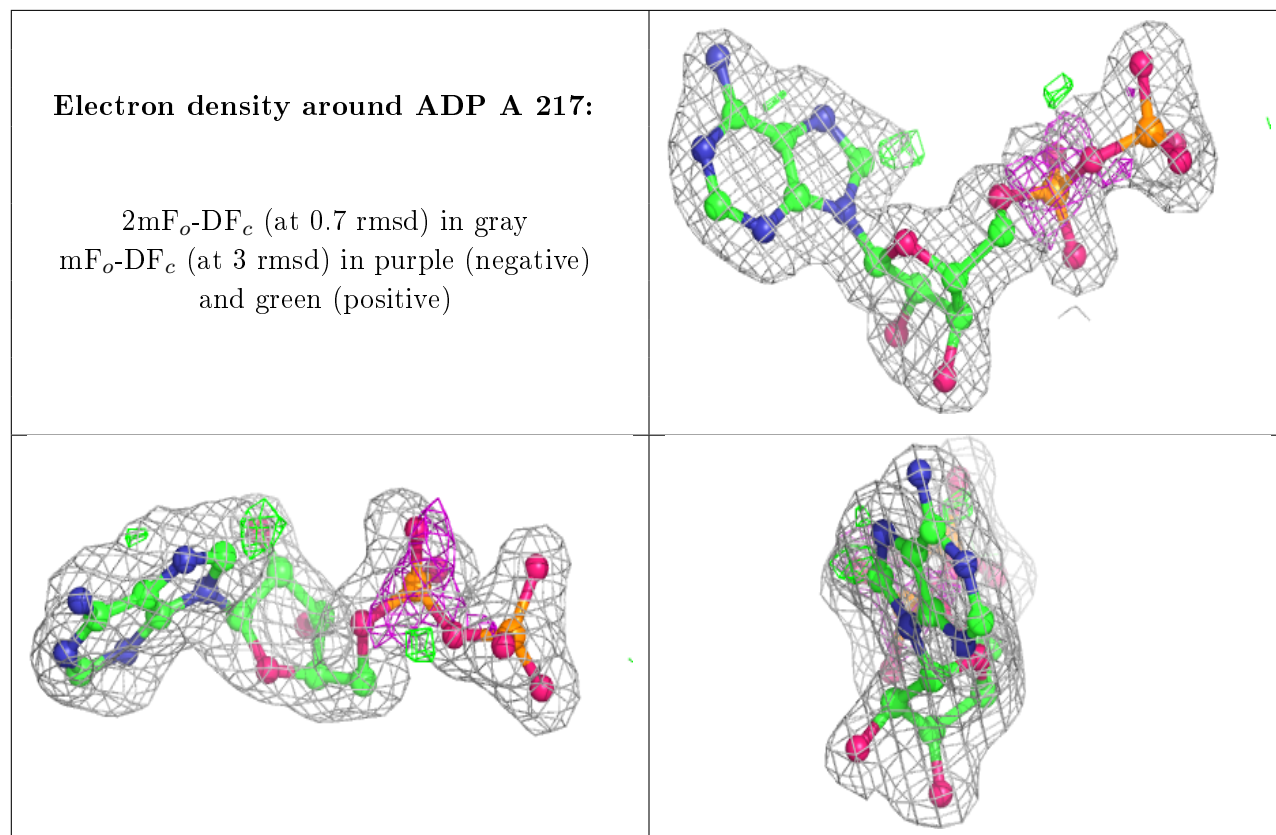 Electron density around ADP A 217:
2mFo-DFc (at 0.7 rmsd) in gray
mFo-DFc (at 3 rmsd) in purple (negative)
and green (positive)